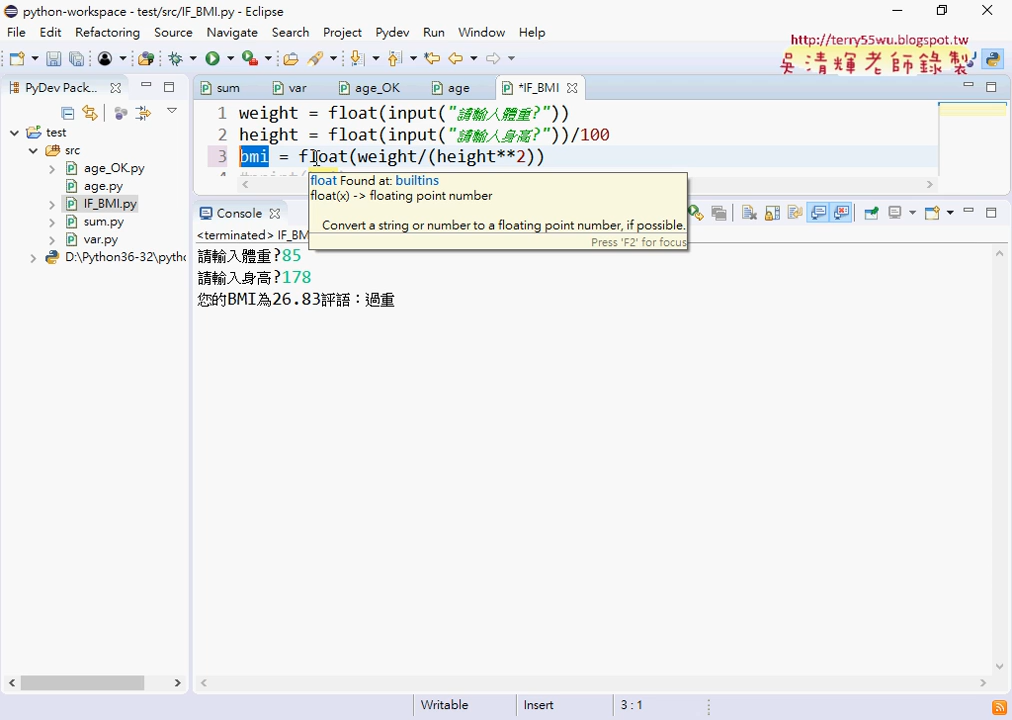 python-workspace - test/src/IF_BMI.py - Eclipse
File Edit Refactoring Source Navigate Search Project Pydev Run Window Help
http://terry55wu.blogspot.tw
吳清輝老師錄製
PyDev Pack...
sum var age_OK age *IF_BMI
1 weight = float(input("請輸入體重?"))
2 height = float(input("請輸入身高?"))/100
3 bmi = float(weight/(height**2))
4
test
src
age_OK.py
age.py
IF_BMI.py
sum.py
var.py
D:\Python36-32\pytho
float Found at: builtins
float(x) -> floating point number
Convert a string or number to a floating point number, if possible.
Press 'F2' for focus
Console
<terminated> IF_BM
請輸入體重?85
請輸入身高?178
您的BMI為26.83評語：過重
Writable Insert 3 : 1